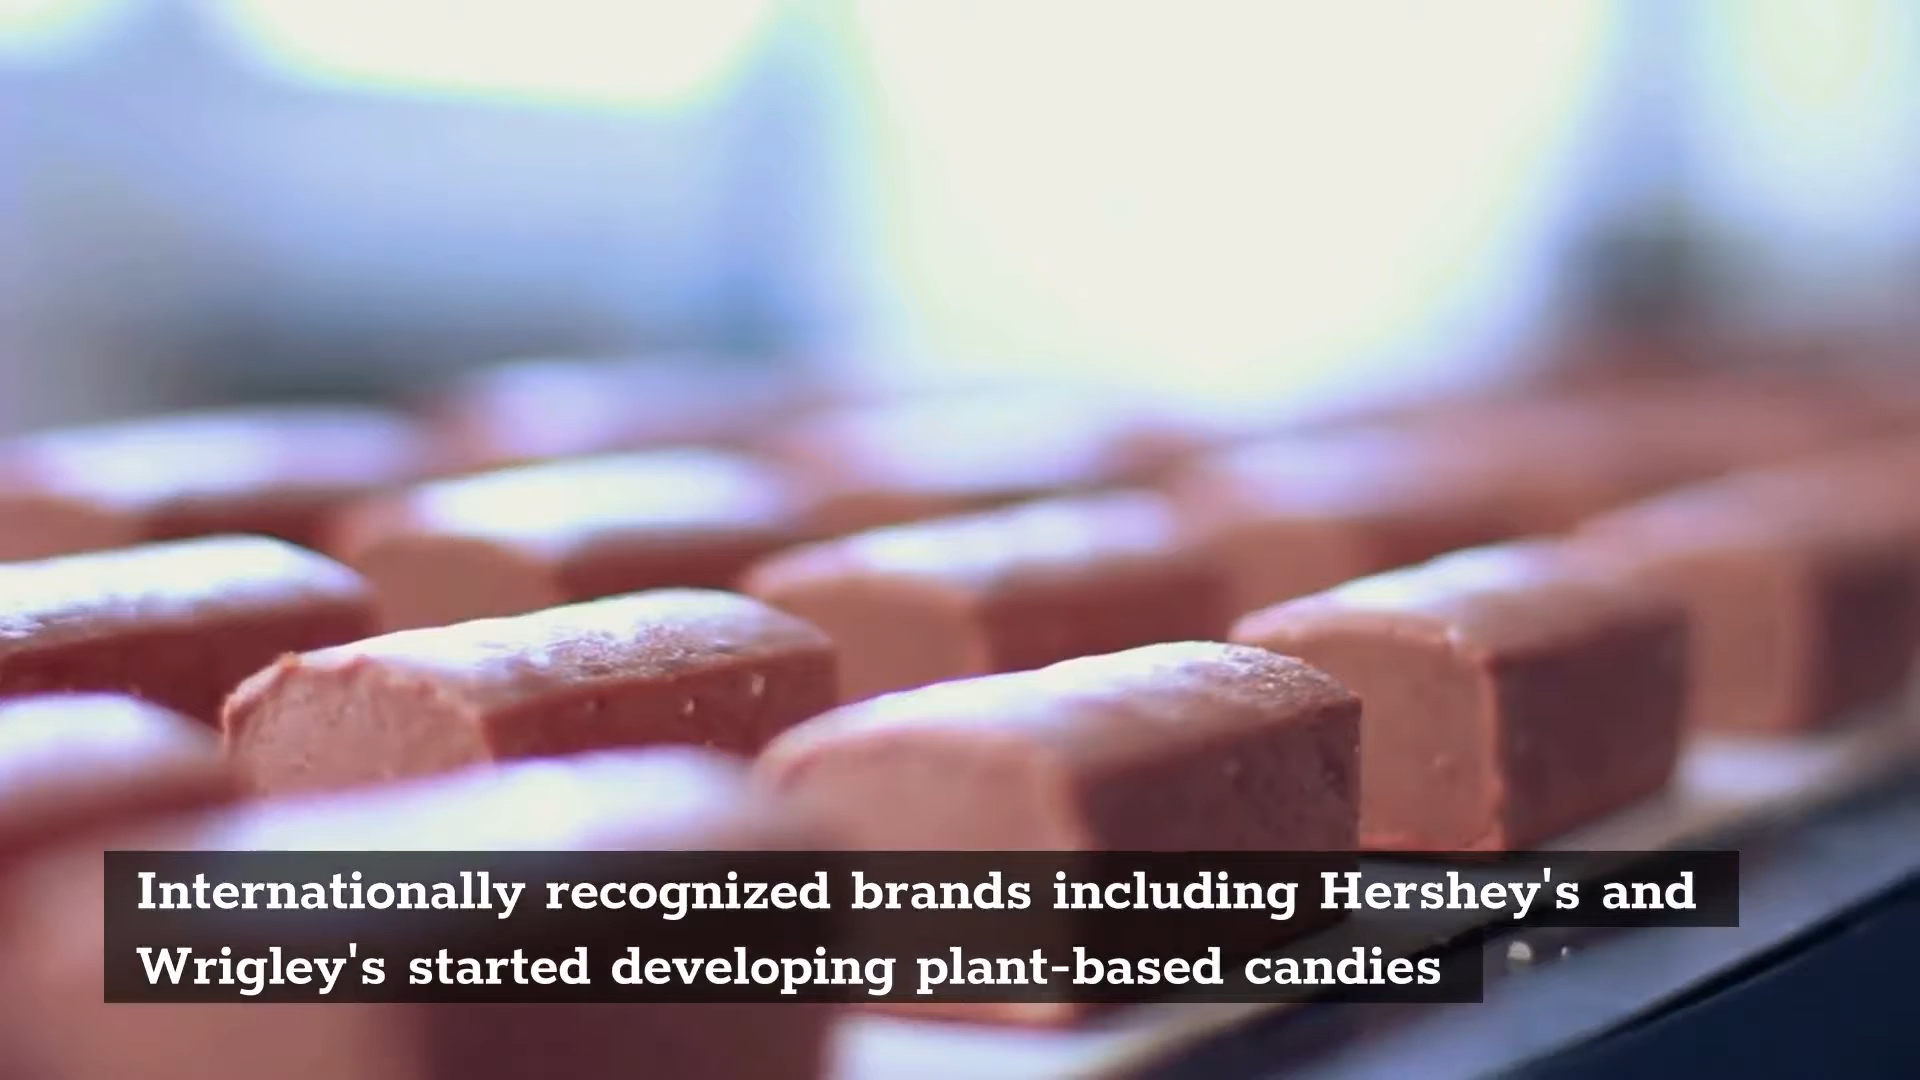 Internationally recognized brands including Hershey's and
Wrigley's started developing plant-based candies